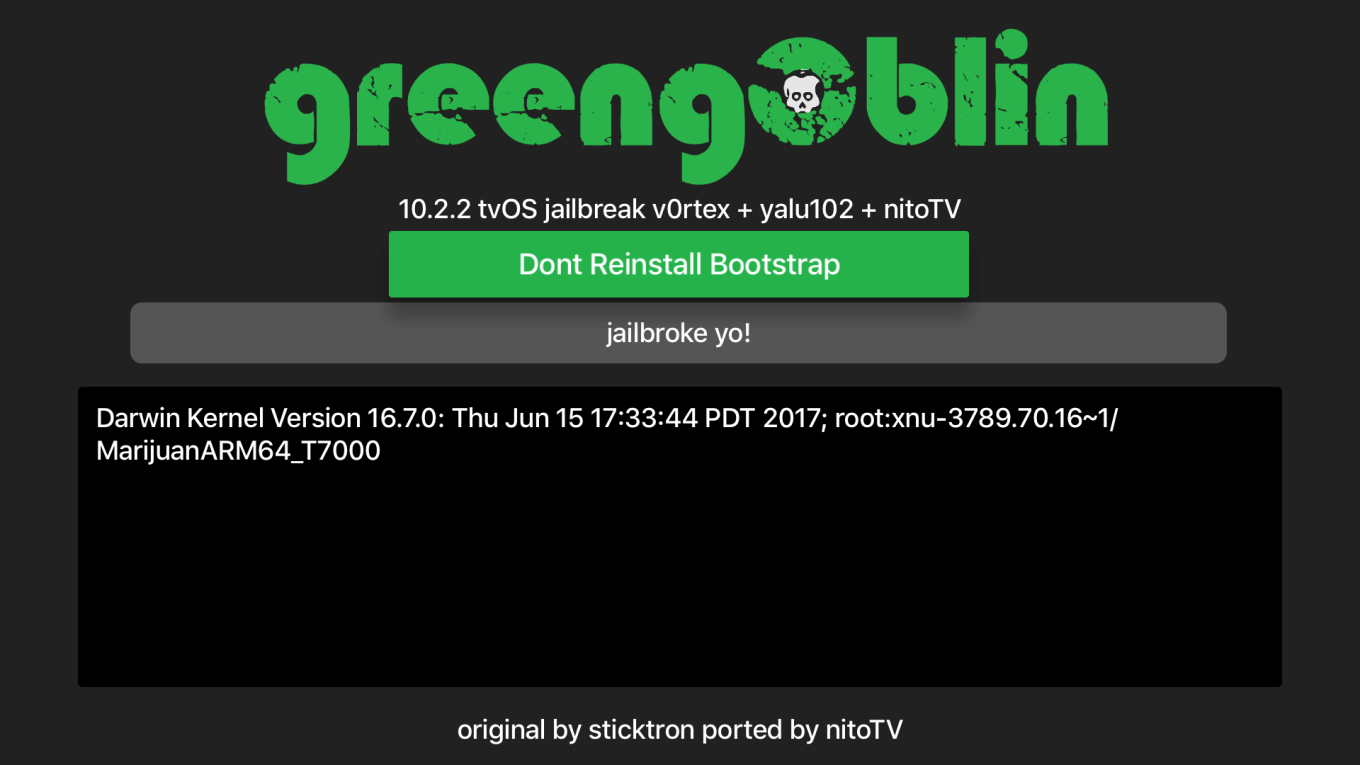 greengoblin
10.2.2 tvOS jailbreak v0rtex + yalu102 + nitoTV
Dont Reinstall Bootstrap
jailbroke yo!
Darwin Kernel Version 16.7.0: Thu Jun 15 17:33:44 PDT 2017; root:xnu-3789.70.16~1/
MarijuanARM64_T7000
original by sticktron ported by nitoTV